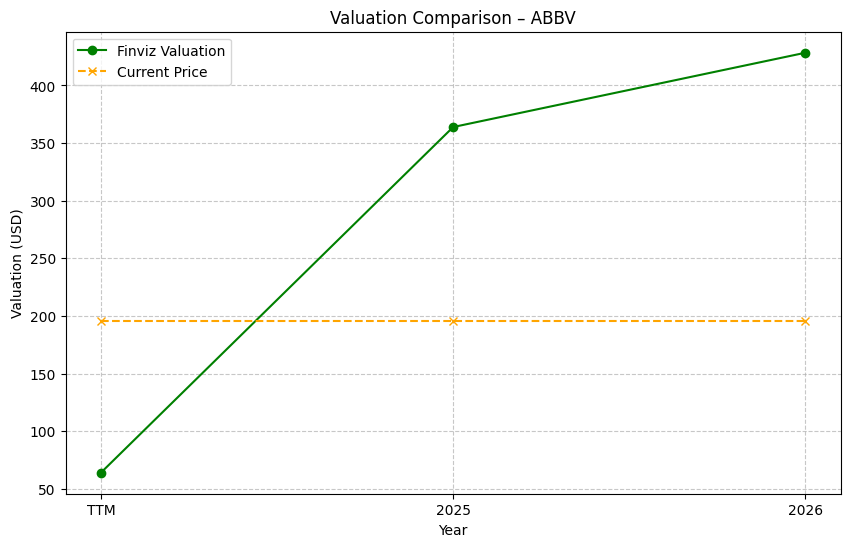 Valuation Comparison – ABBV
Finviz Valuation
Current Price
Valuation (USD)
400
350
300
250
200
150
100
50
TTM
2025
2026
Year